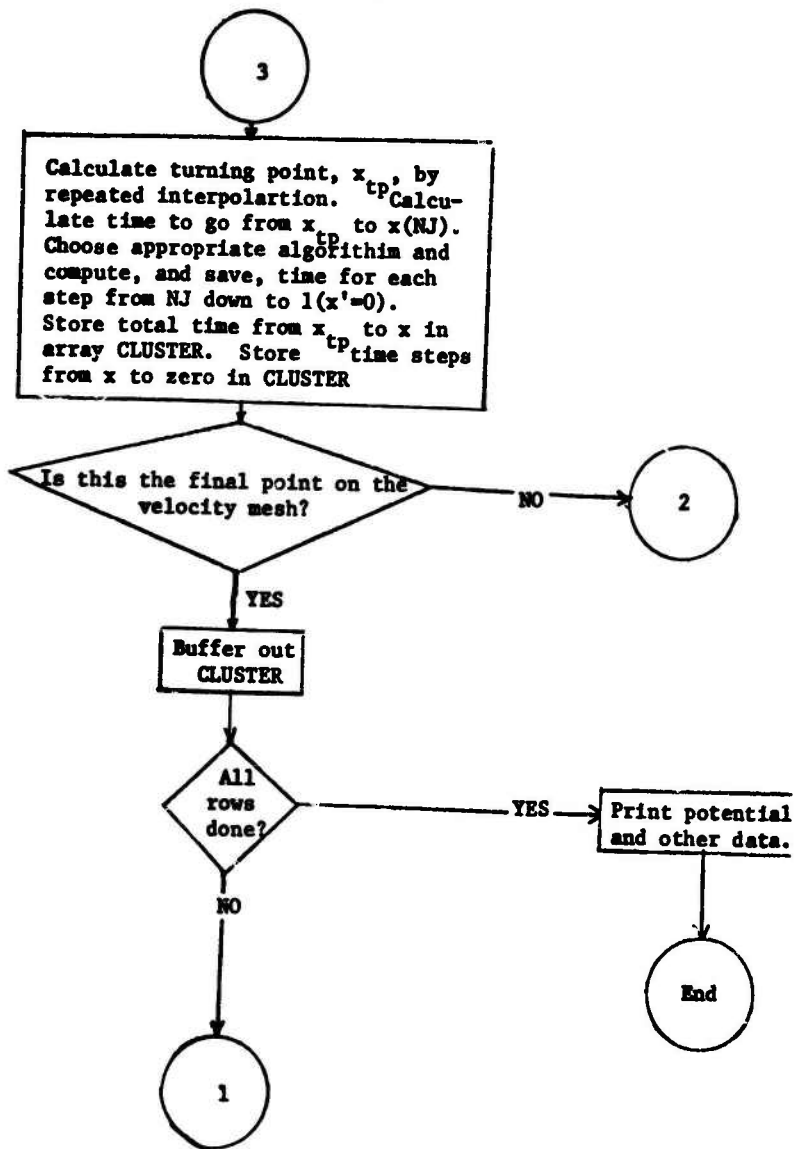 3
Calculate turning point, x_tp, by
repeated interpolartion. Calcu-
late time to go from x_tp to x(NJ).
Choose appropriate algorithim and
compute, and save, time for each
step from NJ down to 1(x'=0).
Store total time from x_tp to x in
array CLUSTER. Store time steps
from x to zero in CLUSTER
Is this the final point on the
velocity mesh?
NO
2
YES
Buffer out
CLUSTER
All
rows
done?
YES
Print potential
and other data.
NO
End
1